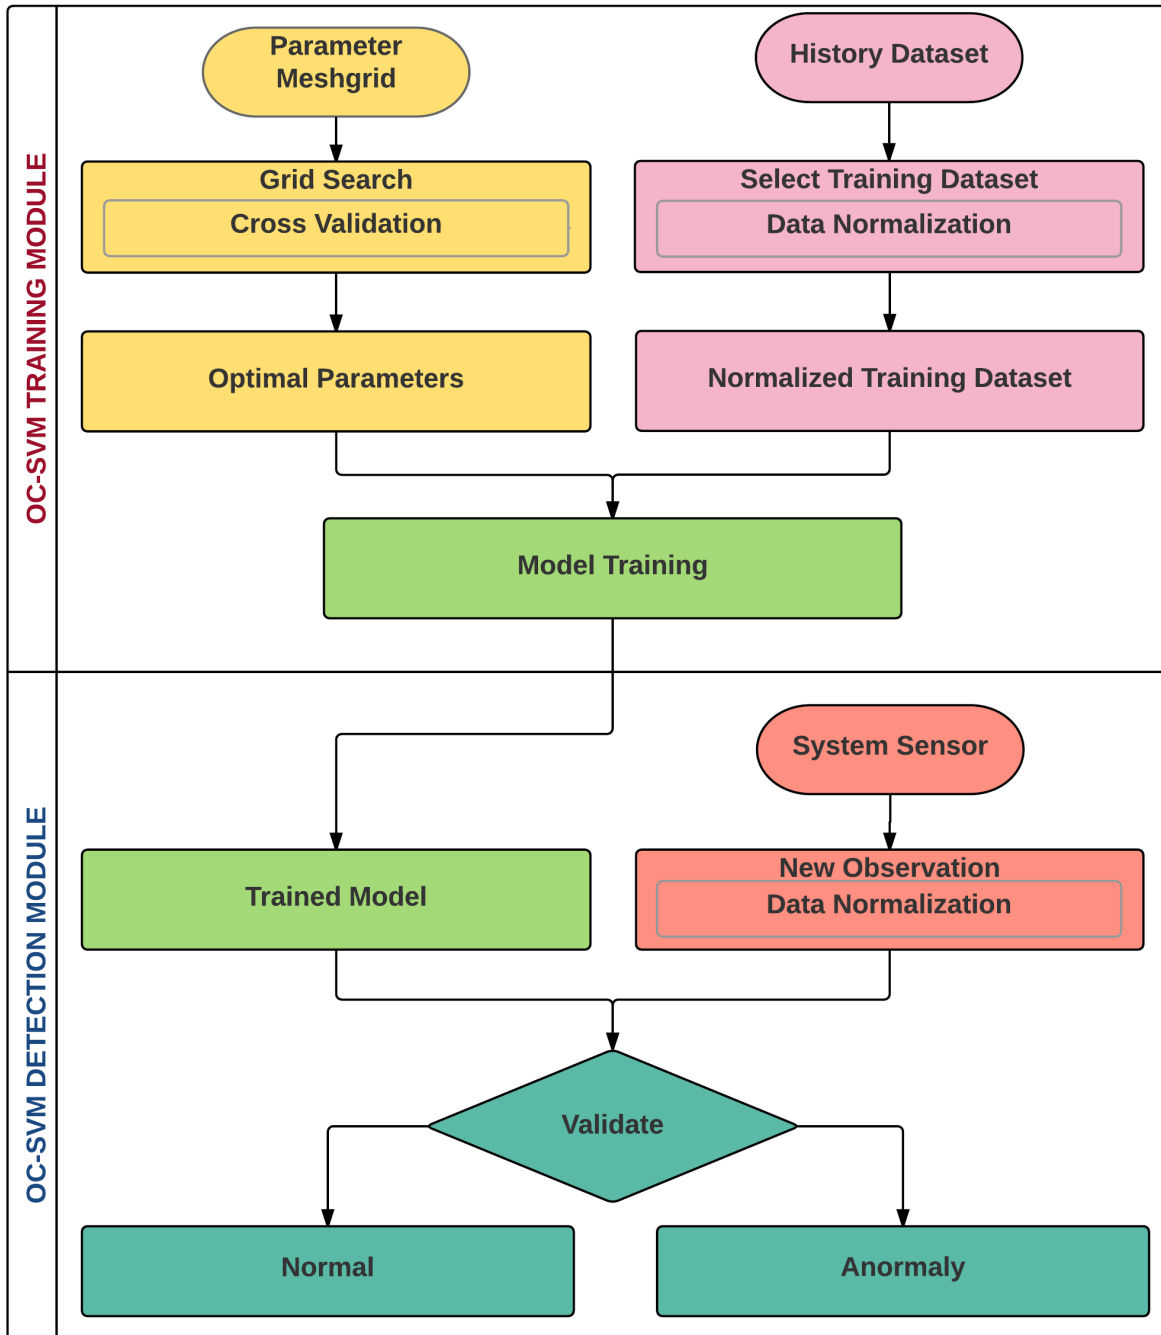 OC-SVM TRAINING MODULE
Parameter
Meshgrid
History Dataset
Grid Search
Cross Validation
Select Training Dataset
Data Normalization
Optimal Parameters
Normalized Training Dataset
Model Training
OC-SVM DETECTION MODULE
System Sensor
Trained Model
New Observation
Data Normalization
Validate
Normal
Anormaly